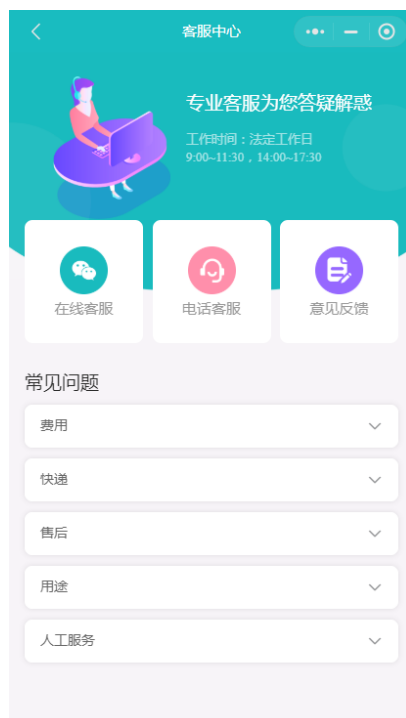 客服中心
专业客服为您答疑解惑
工作时间：法定工作日
9:00~11:30，14:00~17:30
在线客服
电话客服
意见反馈
常见问题
费用
快递
售后
用途
人工服务